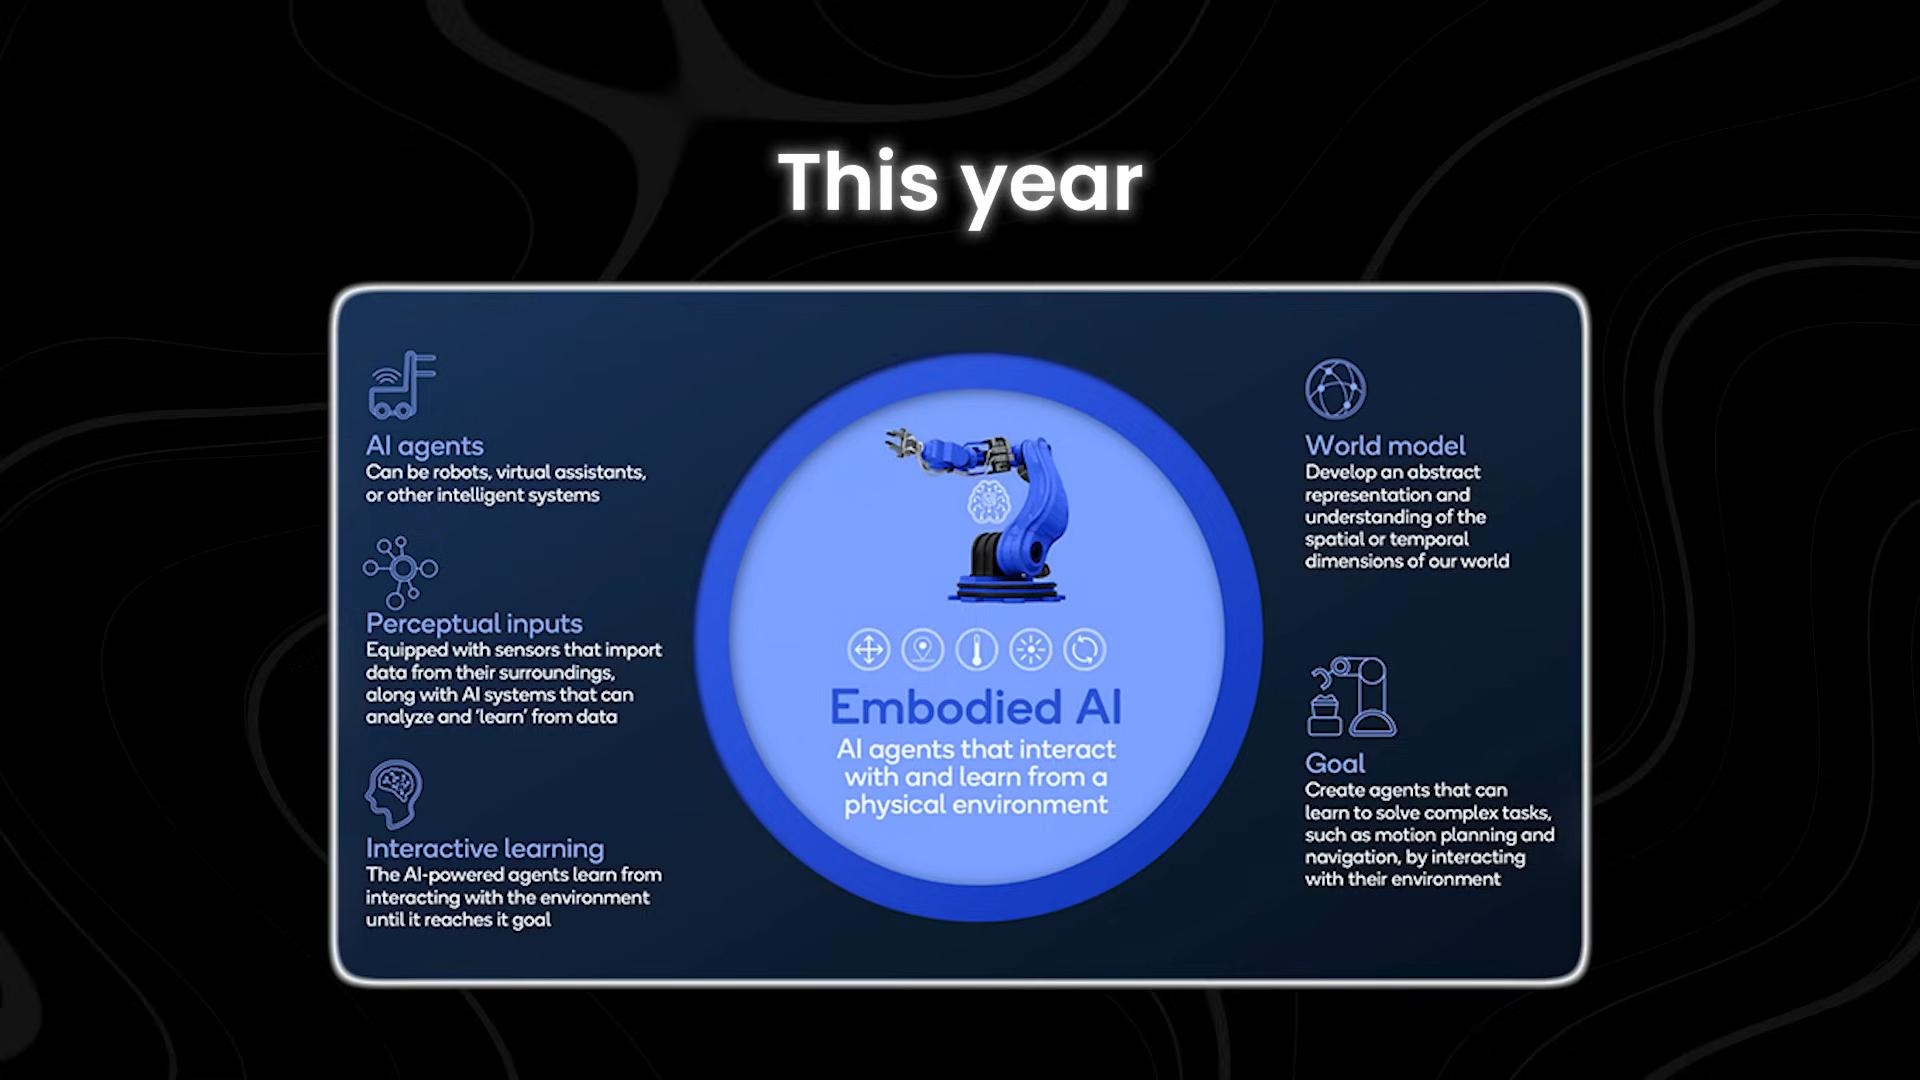 This year
AI agents
Can be robots, virtual assistants,
or other intelligent systems
Perceptual inputs
Equipped with sensors that import
data from their surroundings,
along with AI systems that can
analyze and ‘learn’ from data
Interactive learning
The AI-powered agents learn from
interacting with the environment
until it reaches it goal
Embodied AI
AI agents that interact
with and learn from a
physical environment
World model
Develop an abstract
representation and
understanding of the
spatial or temporal
dimensions of our world
Goal
Create agents that can
learn to solve complex tasks,
such as motion planning and
navigation, by interacting
with their environment